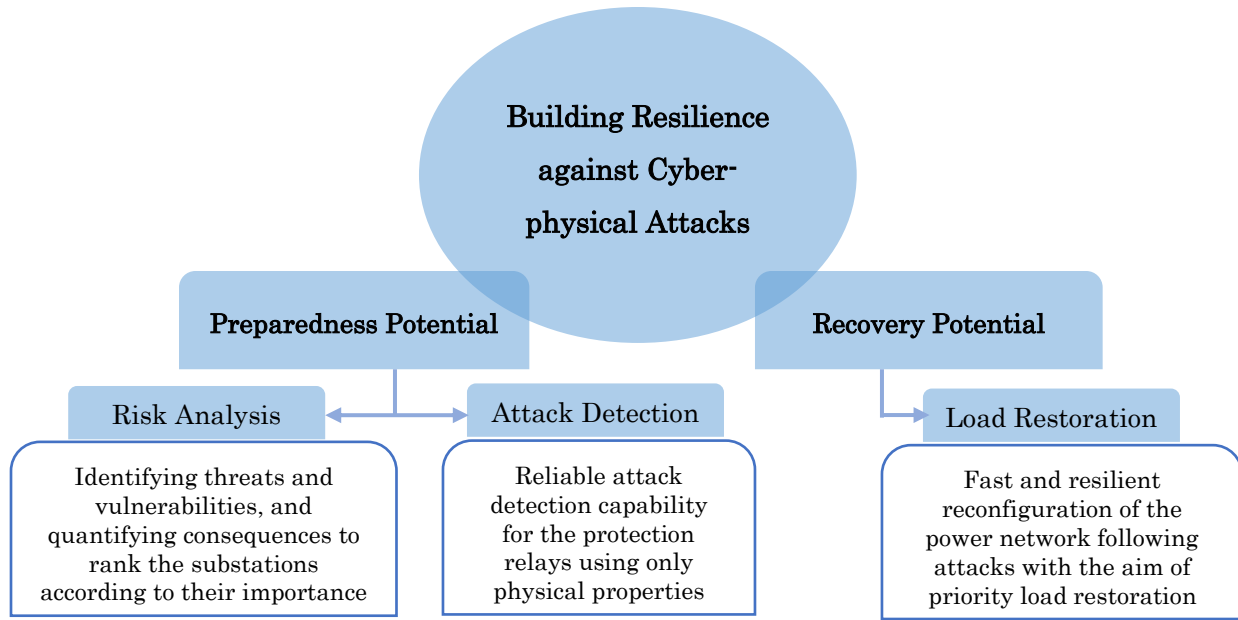 Building Resilience
against Cyber-
physical Attacks
Preparedness Potential
Recovery Potential
Risk Analysis
Attack Detection
Load Restoration
Identifying threats and
vulnerabilities, and
quantifying consequences to
rank the substations
according to their importance
Reliable attack
detection capability
for the protection
relays using only
physical properties
Fast and resilient
reconfiguration of the
power network following
attacks with the aim of
priority load restoration